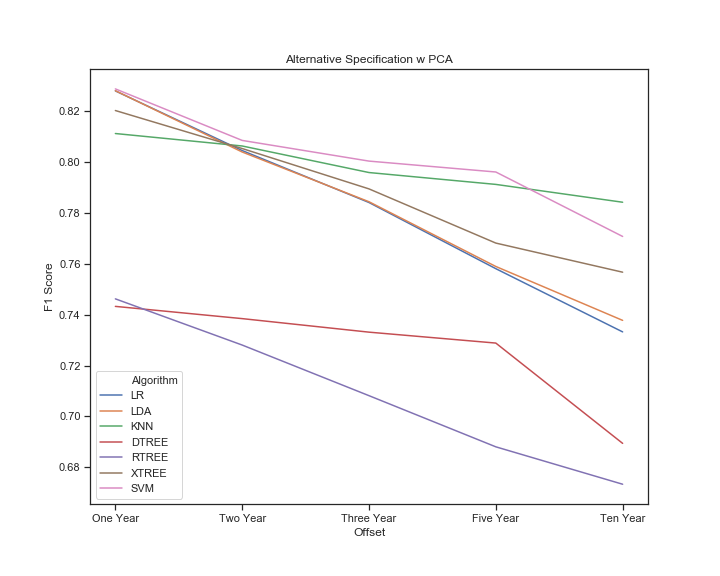 Alternative Specification w PCA
F1 Score
0.82
0.80
0.78
0.76
0.74
0.72
0.70
0.68
Algorithm
LR
LDA
KNN
DTREE
RTREE
XTREE
SVM
One Year
Two Year
Three Year
Five Year
Ten Year
Offset